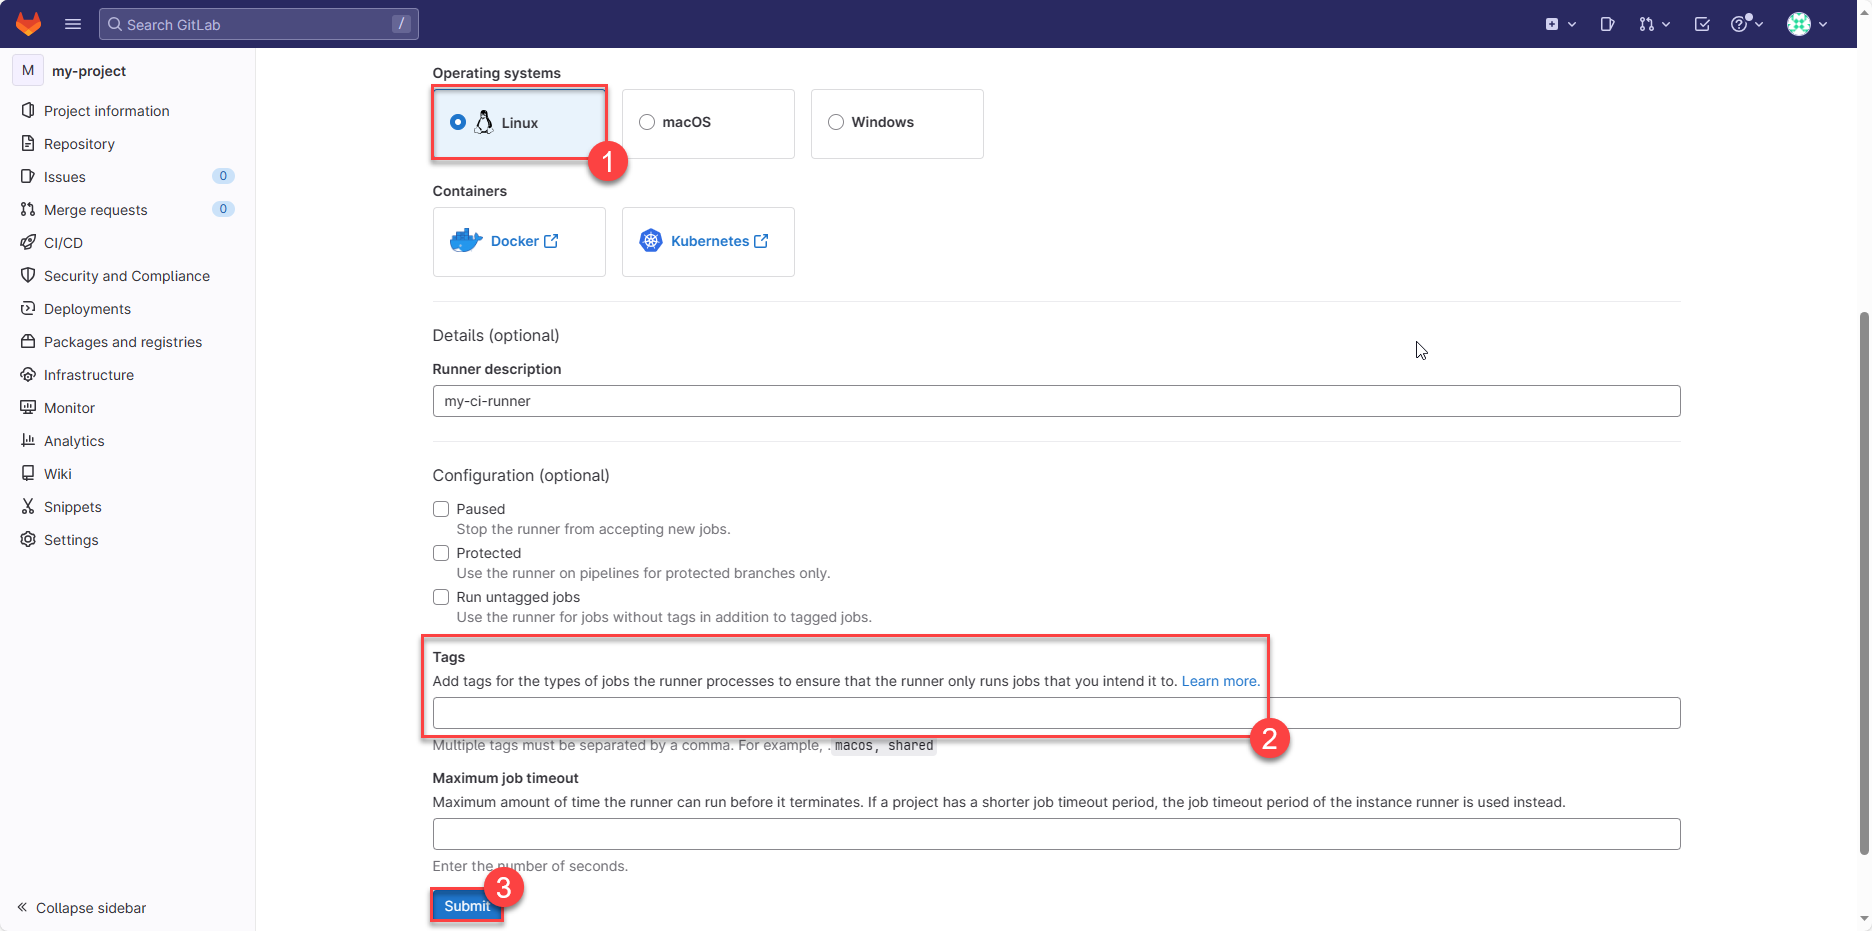 Search GitLab /
M my-project
Project information
Repository
Issues 0
Merge requests 0
CI/CD
Security and Compliance
Deployments
Packages and registries
Infrastructure
Monitor
Analytics
Wiki
Snippets
Settings
Collapse sidebar
Operating systems
Linux
macOS
Windows
1
Containers
Docker
Kubernetes
Details (optional)
Runner description
my-ci-runner
Configuration (optional)
Paused
Stop the runner from accepting new jobs.
Protected
Use the runner on pipelines for protected branches only.
Run untagged jobs
Use the runner for jobs without tags in addition to tagged jobs.
Tags
Add tags for the types of jobs the runner processes to ensure that the runner only runs jobs that you intend it to. Learn more.
2
Multiple tags must be separated by a comma. For example, . macos, shared
Maximum job timeout
Maximum amount of time the runner can run before it terminates. If a project has a shorter job timeout period, the job timeout period of the instance runner is used instead.
Enter the number of seconds.
3
Submit